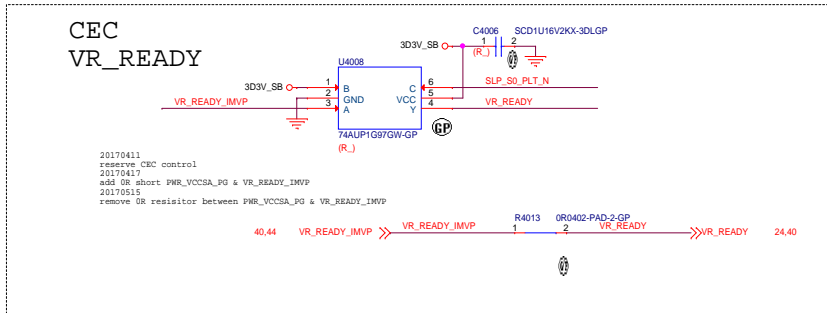 CEC
VR_READY
C4006 SCD1U16V2KX-3DLGP
3D3V_SB
1 2
(R_)
U4008
3D3V_SB
1 B C 6 SLP_S0_PLT_N
2 GND VCC 5
VR_READY_IMVP 3 A Y 4 VR_READY
GP
74AUP1G97GW-GP
(R_)
20170411
reserve CEC control
20170417
add 0R short PWR_VCCSA_PG & VR_READY_IMVP
20170515
remove 0R resisitor between PWR_VCCSA_PG & VR_READY_IMVP
R4013 0R0402-PAD-2-GP
40,44 VR_READY_IMVP VR_READY_IMVP 1 2 VR_READY VR_READY 24,40